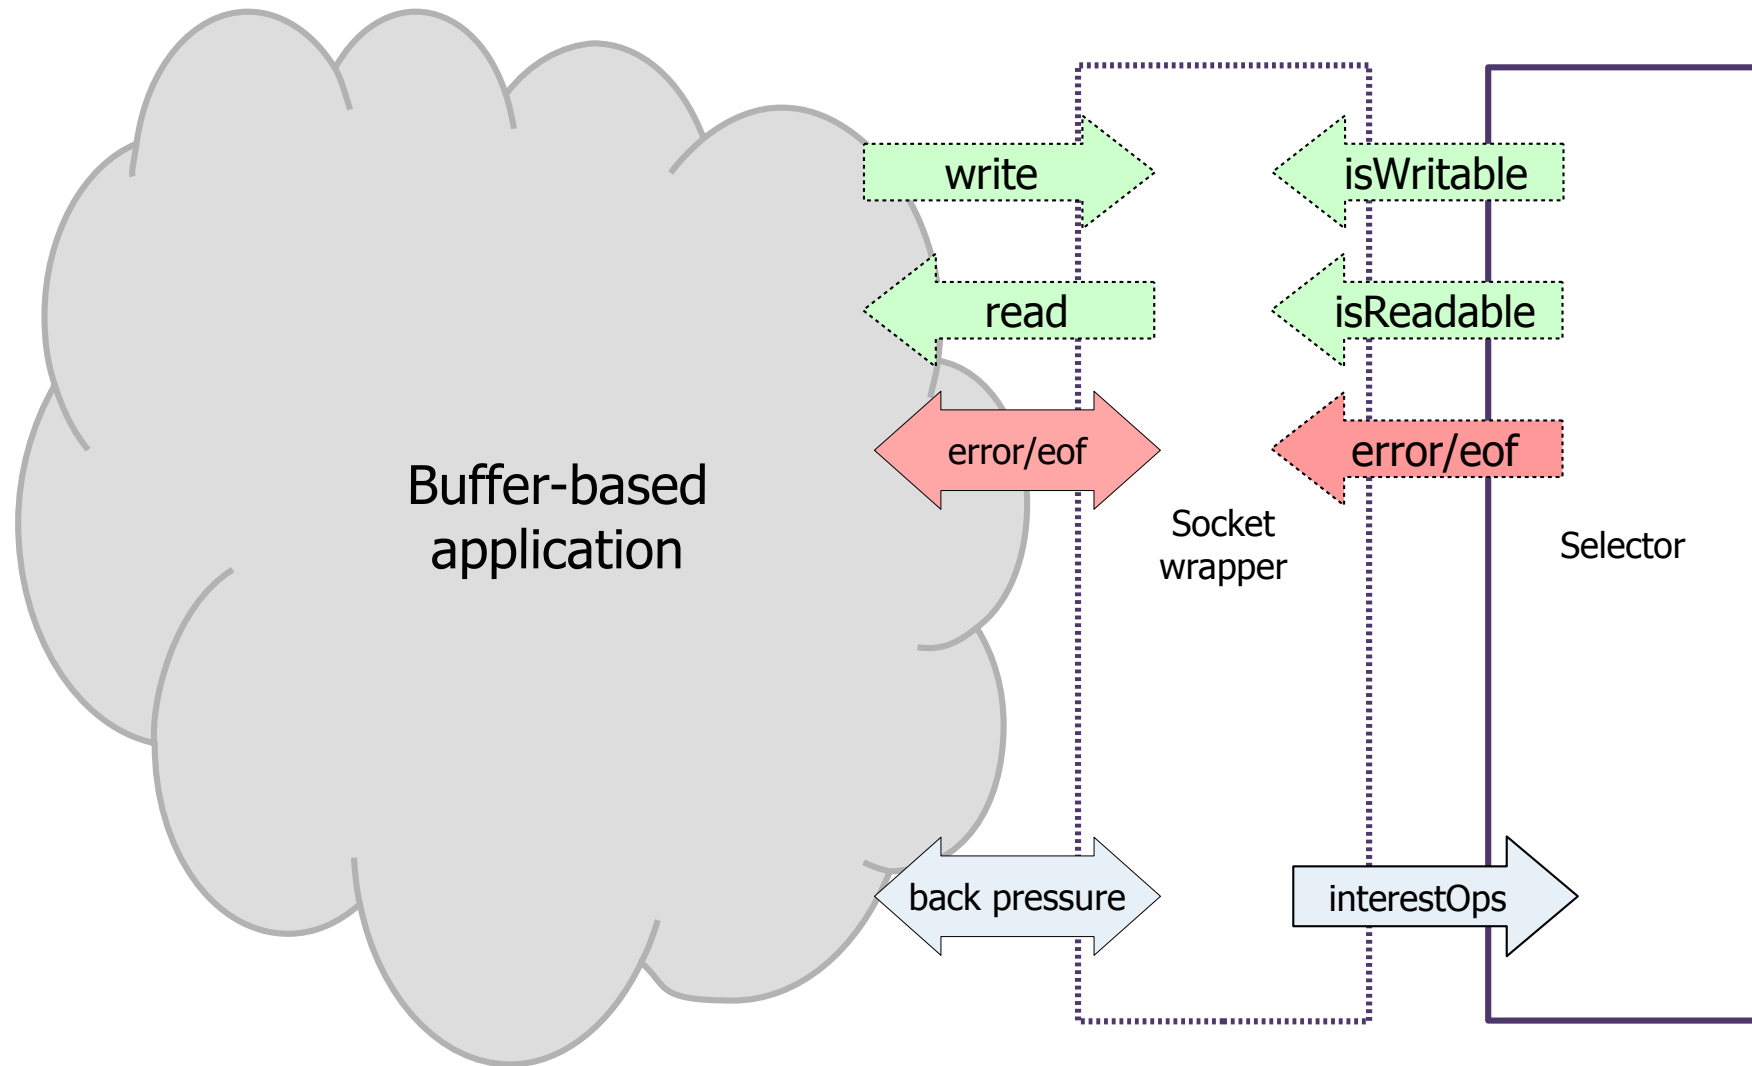 write
isWritable
read
isReadable
error/eof
error/eof
Buffer-based
application
Socket
wrapper
Selector
back pressure
interestOps